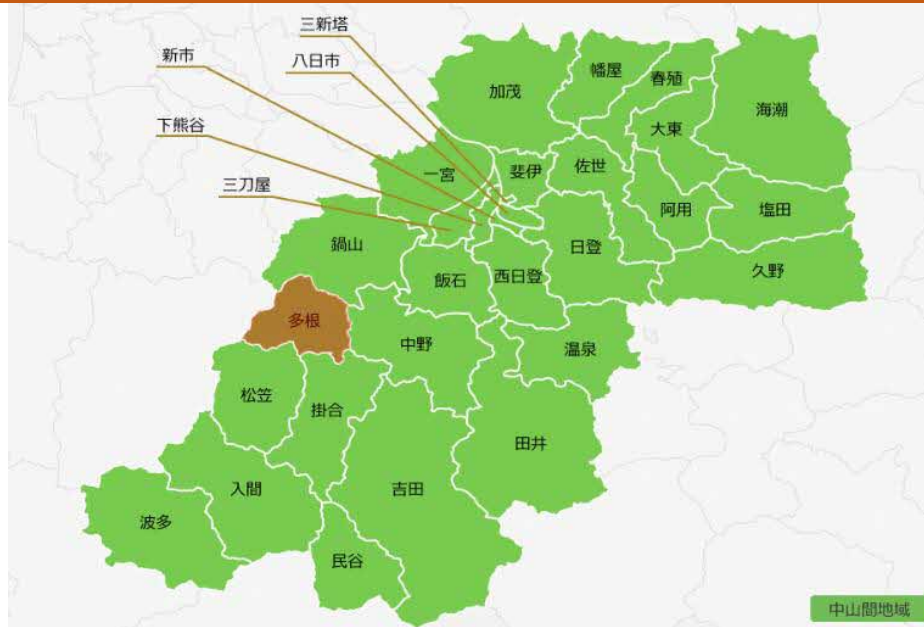 三新塔
新市
八日市
幡屋
春殖
加茂
海潮
大東
下熊谷
一宮
斐伊
佐世
三刀屋
阿用
塩田
鍋山
日登
飯石
西日登
久野
多根
中野
温泉
松笠
掛合
田井
入間
吉田
波多
民谷
中山間地域